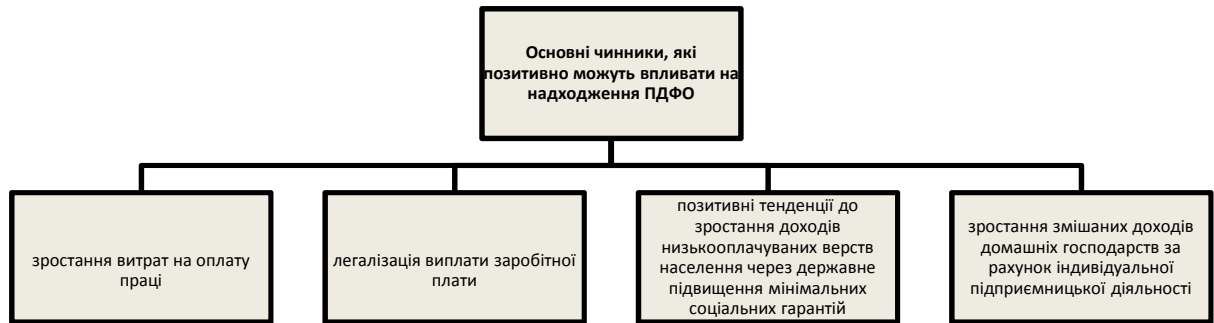 Основні чинники, які
позитивно можуть впливати на
надходження ПДФО
зростання витрат на оплату
праці
легалізація виплати заробітної
плати
позитивні тенденції до
зростання доходів
низькооплачуваних верств
населення через державне
підвищення мінімальних
соціальних гарантій
зростання змішаних доходів
домашніх господарств за
рахунок індивідуальної
підприємницької діяльності